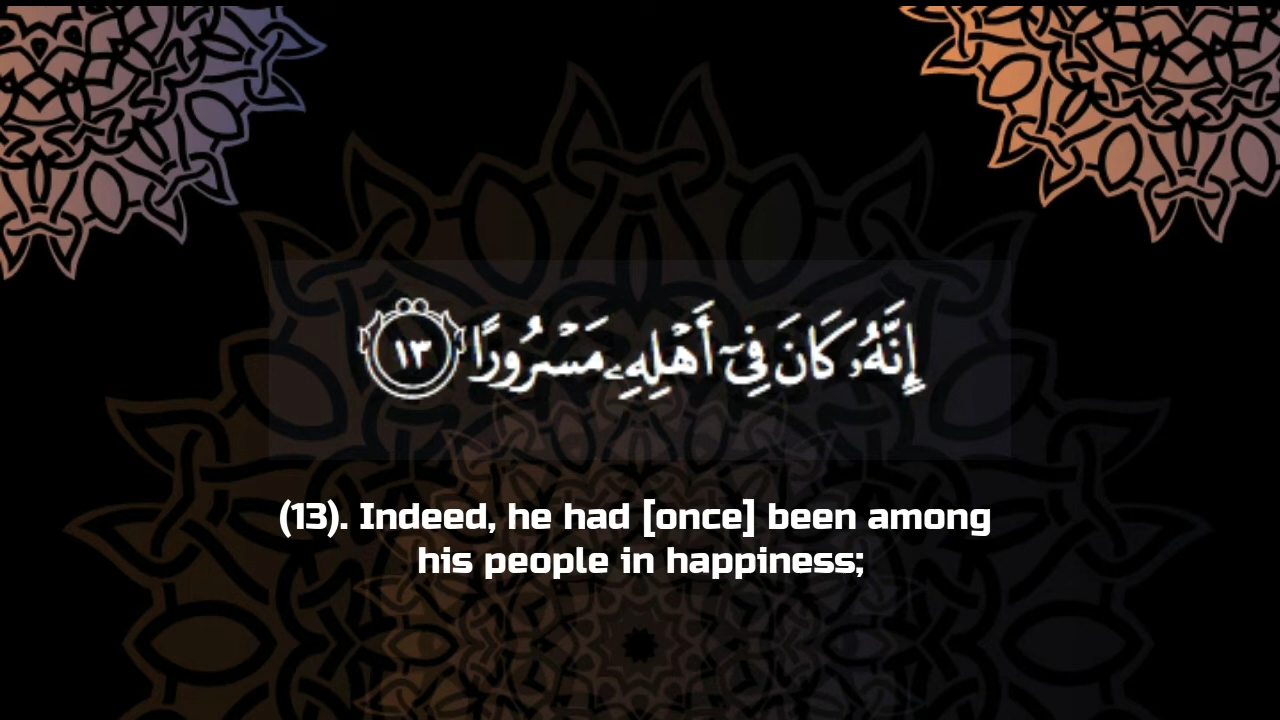 إِنَّهُۥ كَانَ فِىٓ أَهْلِهِۦ مَسْرُورًا ١٣
(13). Indeed, he had [once] been among
his people in happiness;